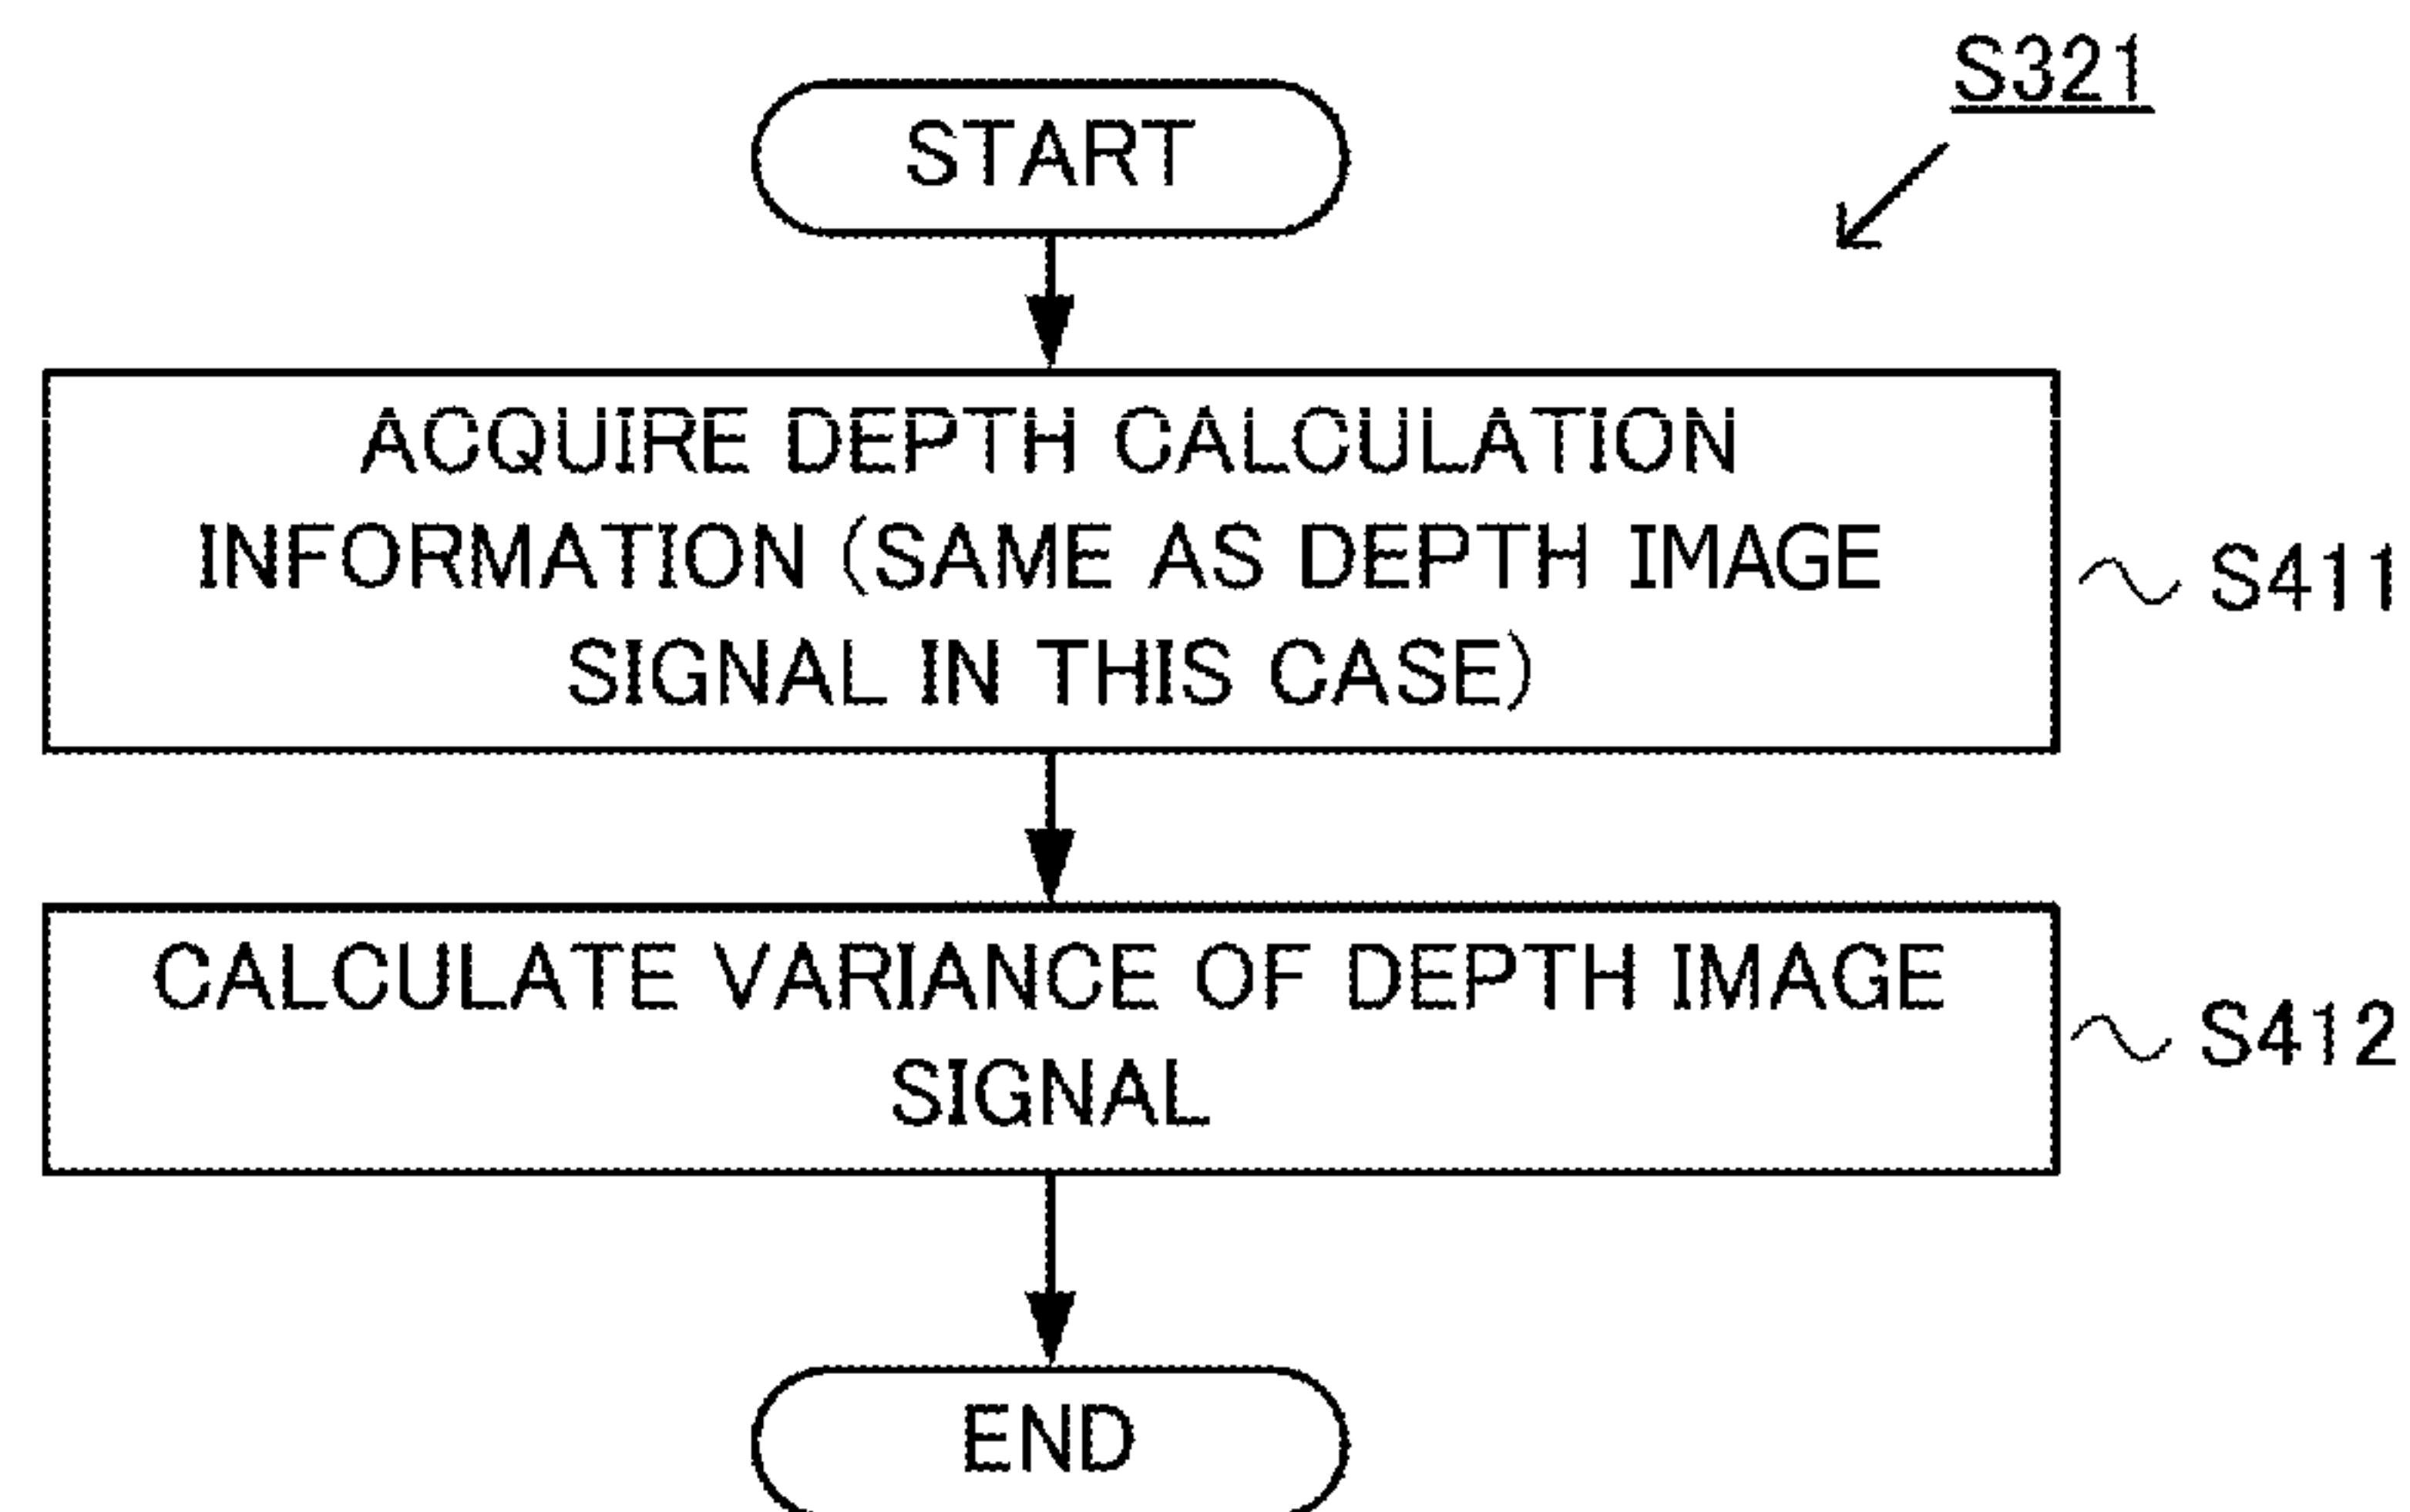 S321
START
ACQUIRE DEPTH CALCULATION
INFORMATION (SAME AS DEPTH IMAGE
SIGNAL IN THIS CASE)
S411
CALCULATE VARIANCE OF DEPTH IMAGE
SIGNAL
S412
END